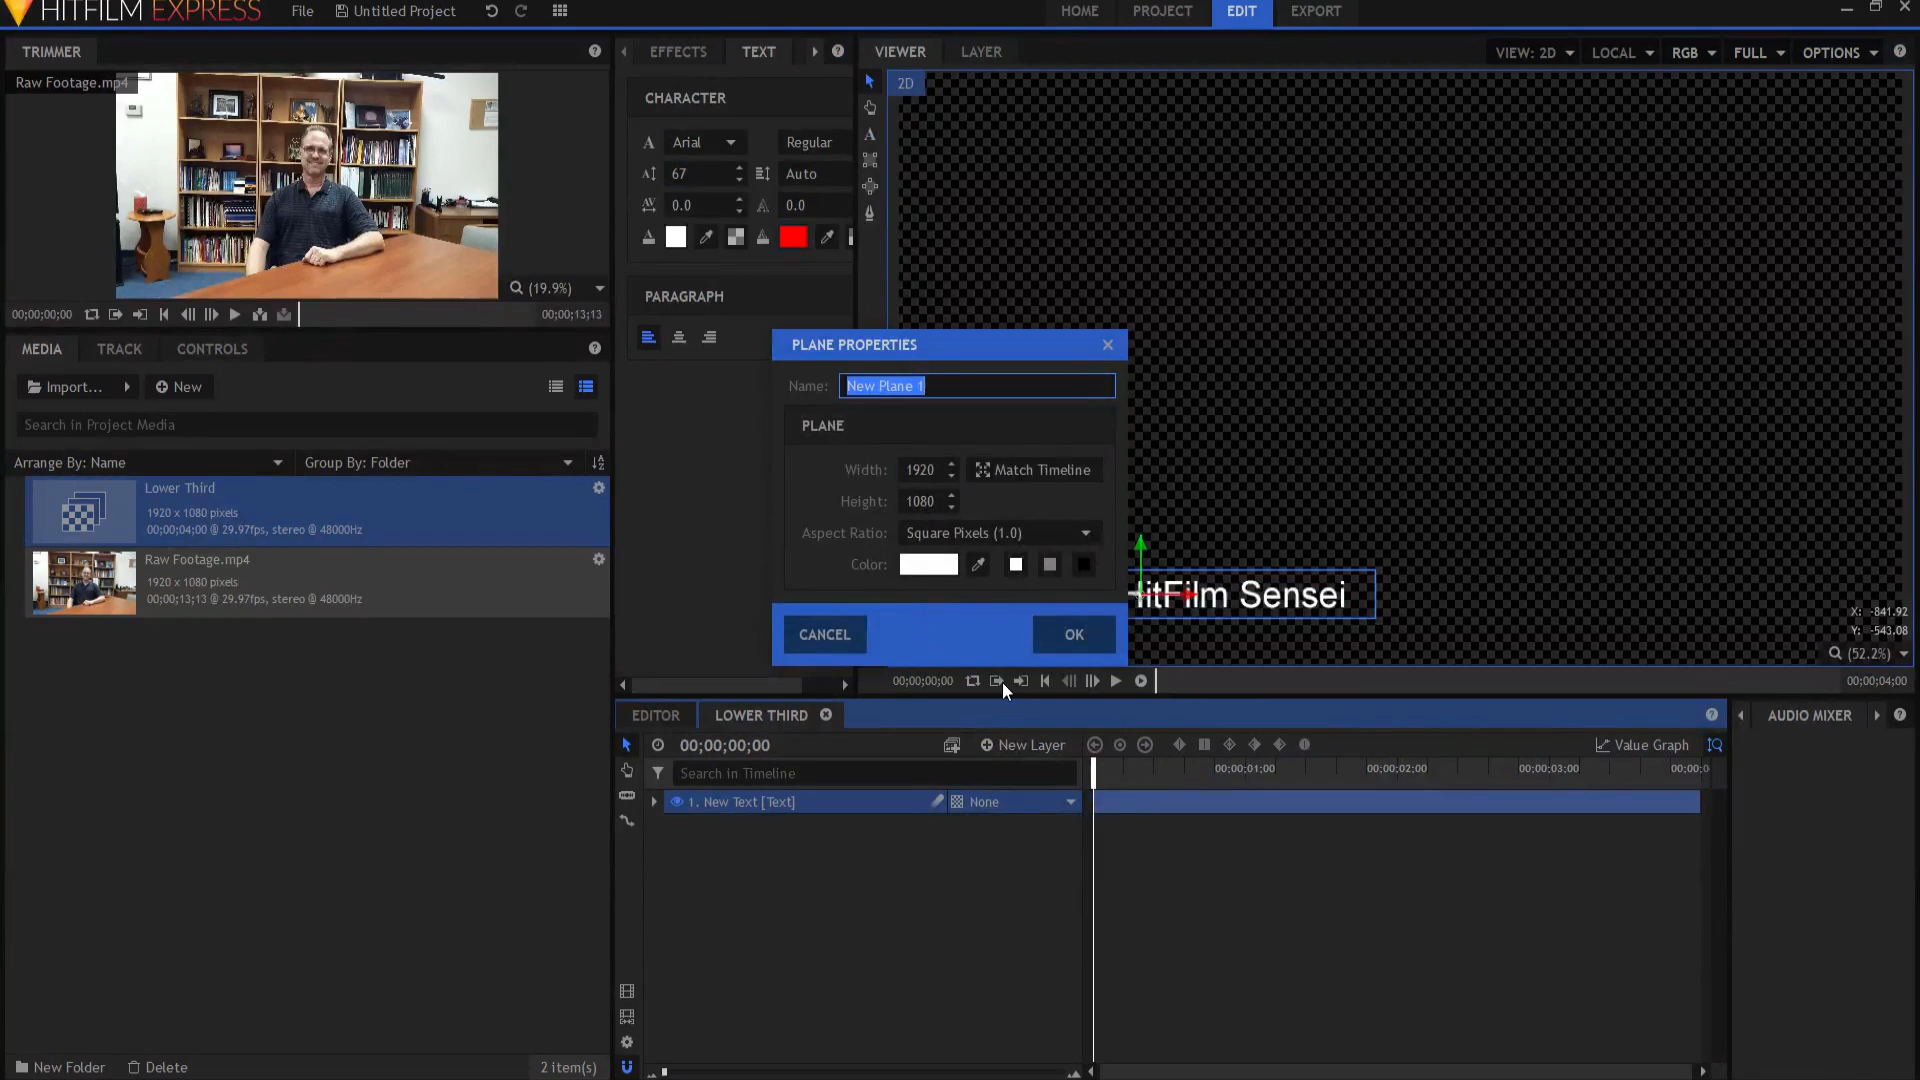 HITFILM EXPRESS
File
Untitled Project
HOME
PROJECT
EDIT
EXPORT
TRIMMER
Raw Footage.mp4
(19.9%)
00;00;00;00
00;00;13;13
EFFECTS
TEXT
CHARACTER
Arial
Regular
67
Auto
0.0
0.0
PARAGRAPH
VIEWER
LAYER
VIEW: 2D
LOCAL
RGB
FULL
OPTIONS
2D
MEDIA
TRACK
CONTROLS
Import...
New
Search in Project Media
Arrange By: Name
Group By: Folder
Lower Third
1920 x 1080 pixels
00;00;04;00 @ 29.97fps, stereo @ 48000Hz
Raw Footage.mp4
1920 x 1080 pixels
00;00;13;13 @ 29.97fps, stereo @ 48000Hz
New Folder
Delete
2 item(s)
PLANE PROPERTIES
Name: New Plane 1
PLANE
Width: 1920
Match Timeline
Height: 1080
Aspect Ratio: Square Pixels (1.0)
Color:
CANCEL
OK
itFilm Sensei
X: -841.92
Y: -543.08
(52.2%)
00;00;00;00
00;00;04;00
EDITOR
LOWER THIRD
00;00;00;00
New Layer
Value Graph
Search in Timeline
00;00;01;00
00;00;02;00
00;00;03;00
00;00;0
1. New Text [Text]
None
AUDIO MIXER